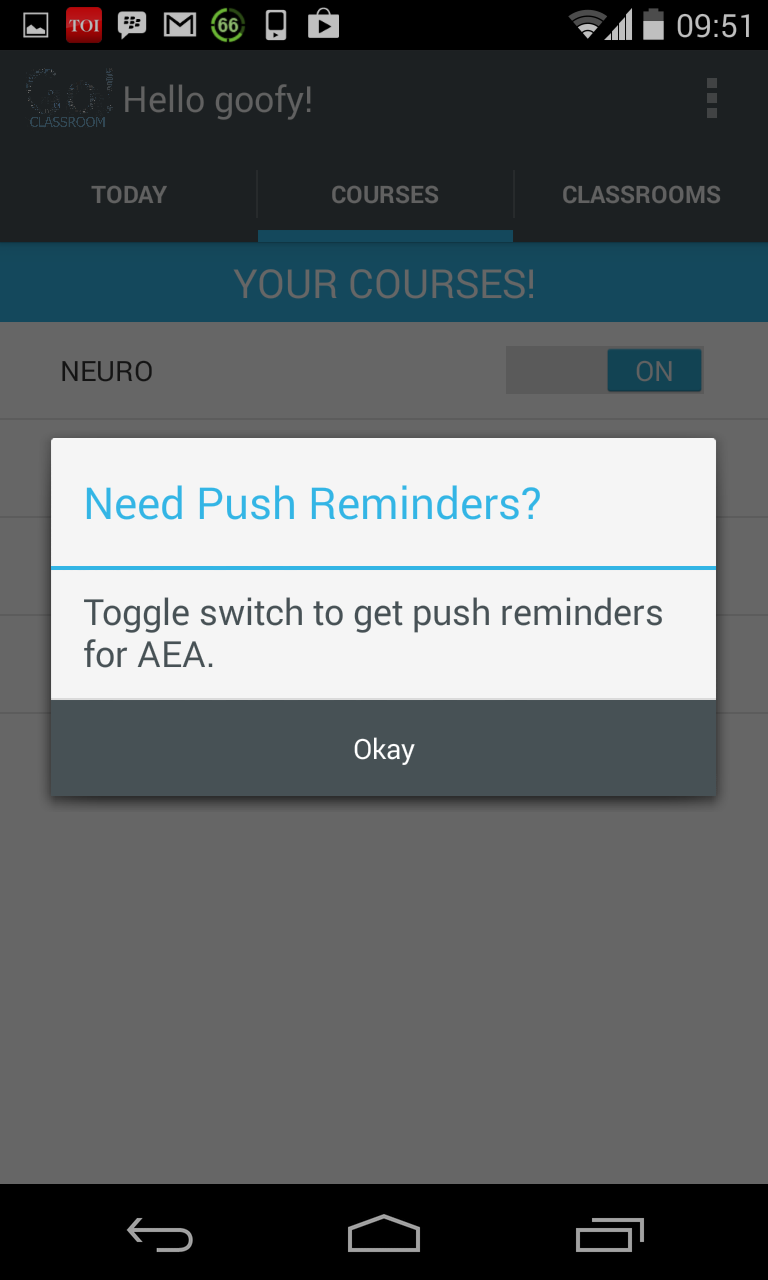 TOI
66
09:51
Go!
CLASSROOM
Hello goofy!
TODAY
COURSES
CLASSROOMS
YOUR COURSES!
NEURO
ON
Need Push Reminders?
Toggle switch to get push reminders
for AEA.
Okay